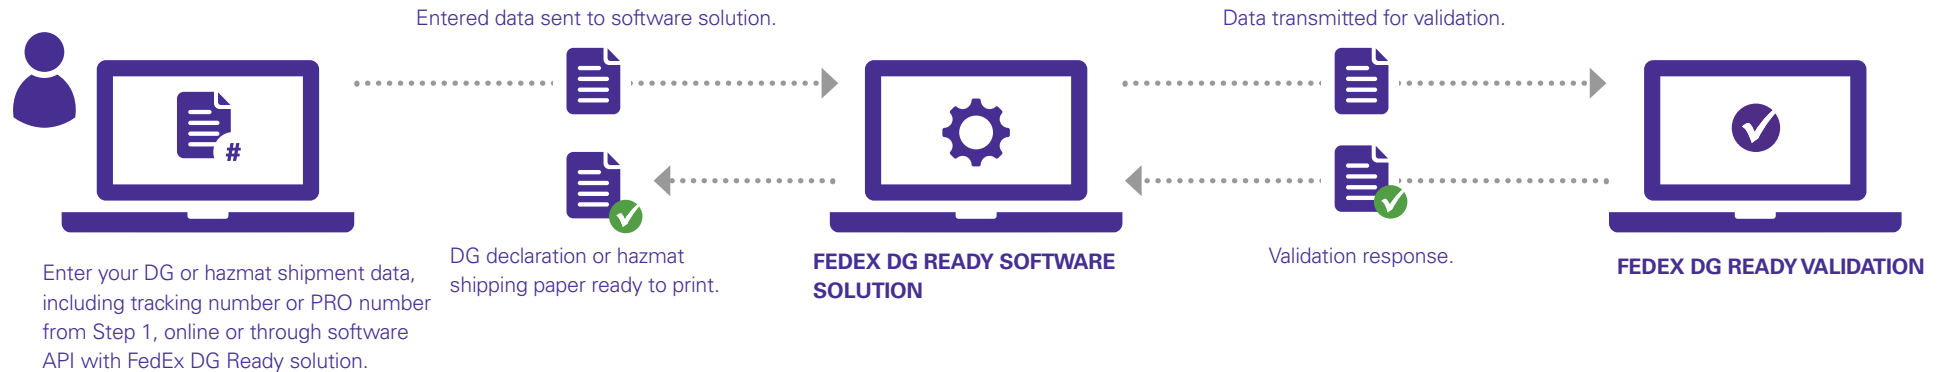 Entered data sent to software solution.
Data transmitted for validation.
#
Enter your DG or hazmat shipment data,
including tracking number or PRO number
from Step 1, online or through software
API with FedEx DG Ready solution.
DG declaration or hazmat
shipping paper ready to print.
FEDEX DG READY SOFTWARE
SOLUTION
Validation response.
FEDEX DG READY VALIDATION